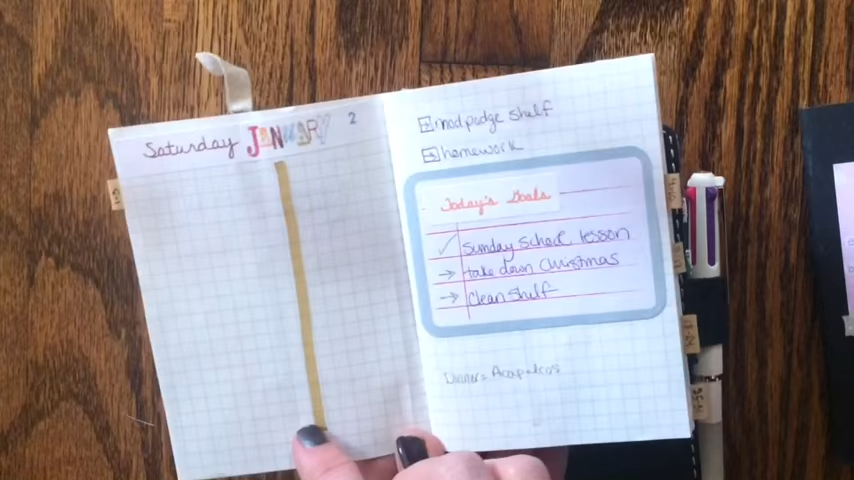 Saturday JANUARY 2
modpodge shelf
homework
Today's Goals
Sunday School lesson
take down Christmas
Clean shelf
Dinner = Acapulcos